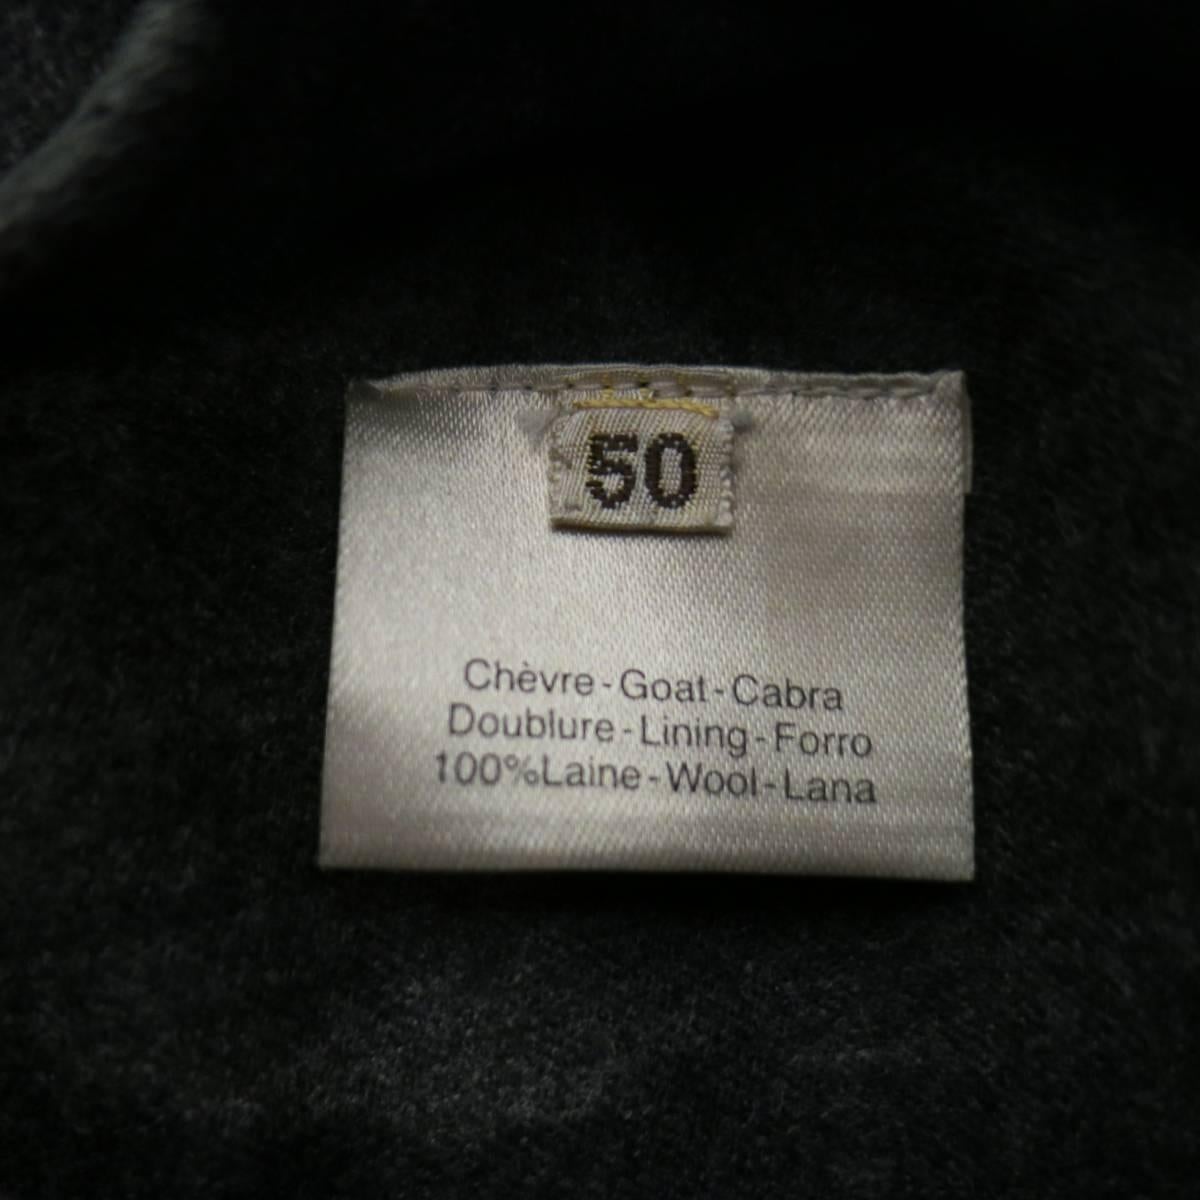 50
Chèvre - Goat - Cabra
Doublure - Lining - Forro
100%Laine - Wool - Lana